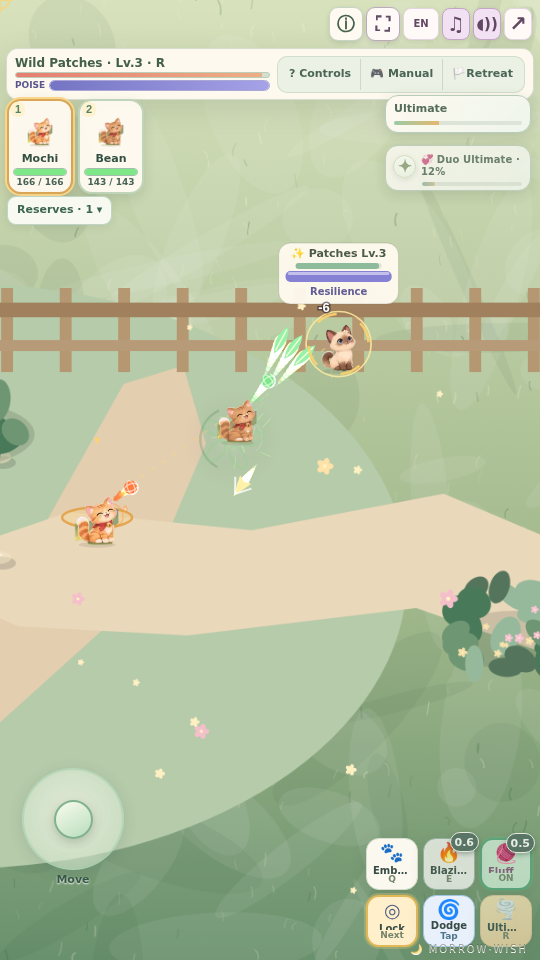 EN
Wild Patches · Lv.3 · R
POISE
? Controls
Manual
Retreat
1
Mochi
166 / 166
2
Bean
143 / 143
Reserves · 1 ▾
Ultimate
Duo Ultimate ·
12%
Patches Lv.3
Resilience
-6
Move
Emb...
Q
0.6
Blazi...
E
0.5
Fluff
ON
Lock
Next
Dodge
Tap
Ulti...
R
MORROW-WISH